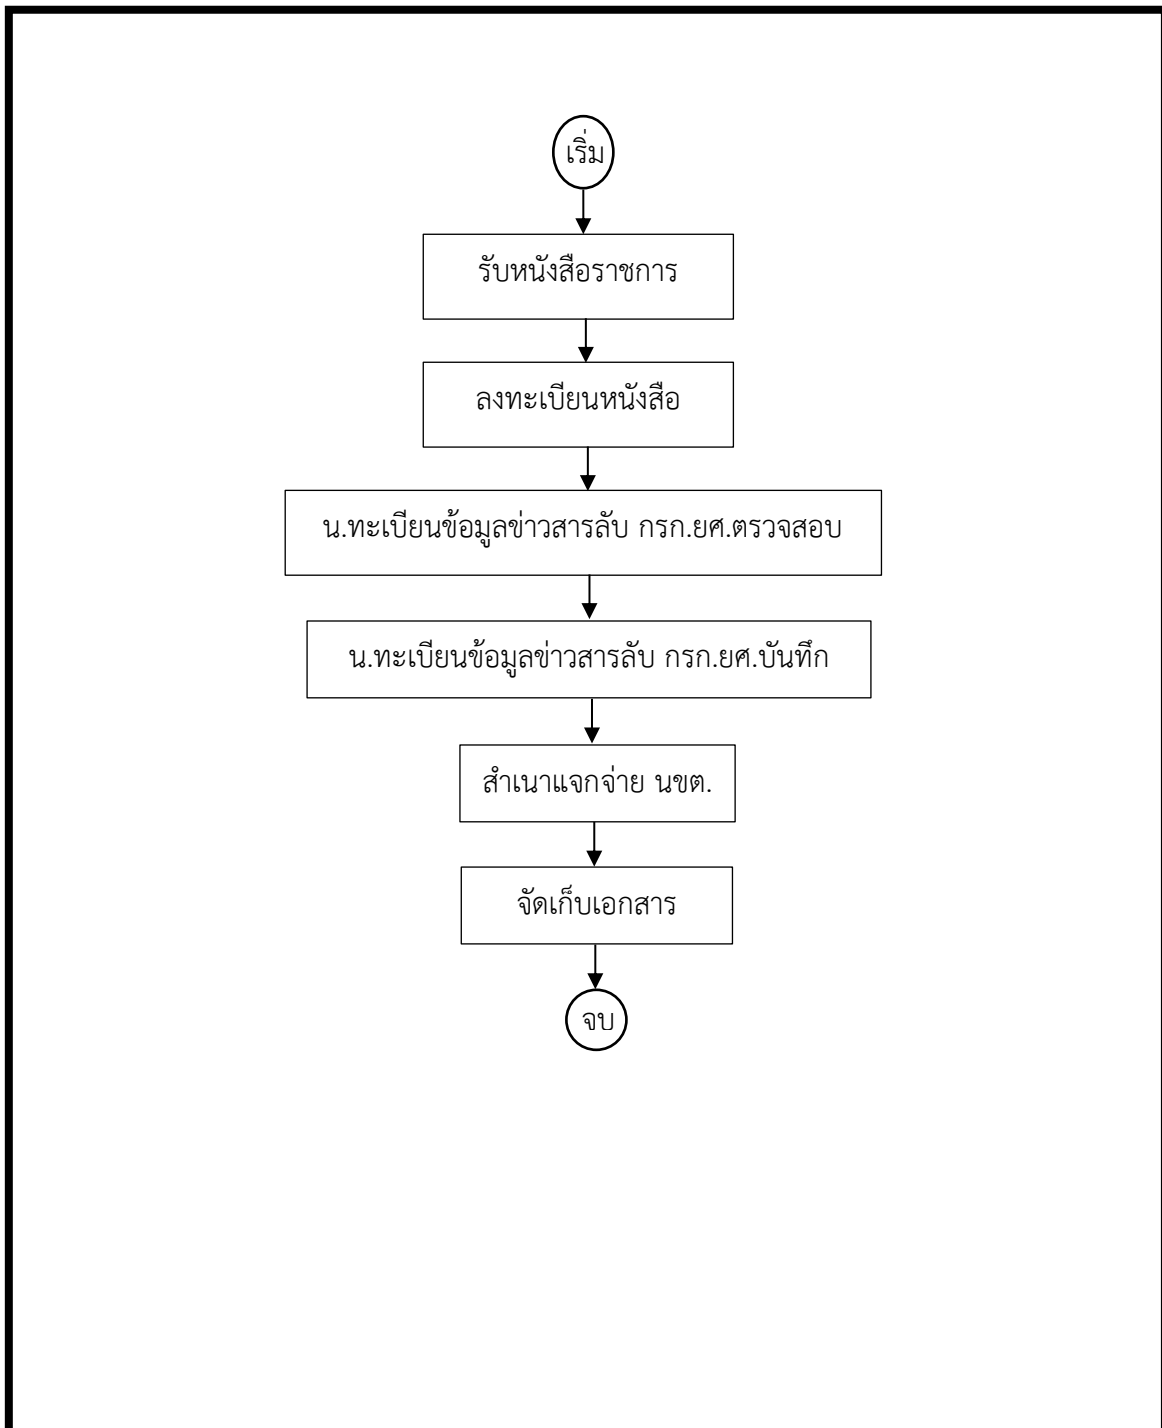 เริ่ม
รับหนังสือราชการ
ลงทะเบียนหนังสือ
น.ทะเบียนข้อมูลข่าวสารลับ กรก.ยศ.ตรวจสอบ
น.ทะเบียนข้อมูลข่าวสารลับ กรก.ยศ.บันทึก
สำเนาแจกจ่าย นขต.
จัดเก็บเอกสาร
จบ